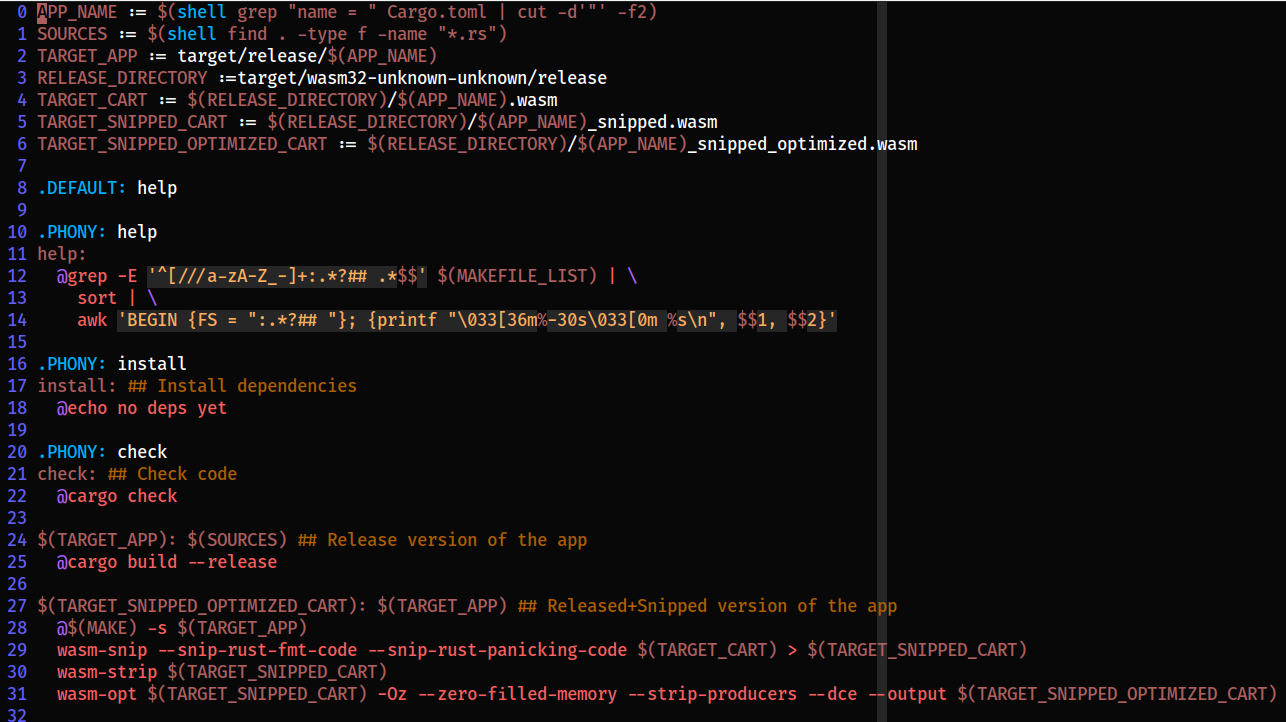 0 APP_NAME := $(shell grep "name = " Cargo.toml | cut -d'"' -f2)
1 SOURCES := $(shell find . -type f -name "*.rs")
2 TARGET_APP := target/release/$(APP_NAME)
3 RELEASE_DIRECTORY :=target/wasm32-unknown-unknown/release
4 TARGET_CART := $(RELEASE_DIRECTORY)/$(APP_NAME).wasm
5 TARGET_SNIPPED_CART := $(RELEASE_DIRECTORY)/$(APP_NAME)_snipped.wasm
6 TARGET_SNIPPED_OPTIMIZED_CART := $(RELEASE_DIRECTORY)/$(APP_NAME)_snipped_optimized.wasm
7
8 .DEFAULT: help
9
10 .PHONY: help
11 help:
12   @grep -E '^[///a-zA-Z_-]+:.*?## .*$$' $(MAKEFILE_LIST) | \
13     sort | \
14     awk 'BEGIN {FS = ":.*?## "}; {printf "\033[36m%-30s\033[0m %s\n", $$1, $$2}'
15
16 .PHONY: install
17 install: ## Install dependencies
18   @echo no deps yet
19
20 .PHONY: check
21 check: ## Check code
22   @cargo check
23
24 $(TARGET_APP): $(SOURCES) ## Release version of the app
25   @cargo build --release
26
27 $(TARGET_SNIPPED_OPTIMIZED_CART): $(TARGET_APP) ## Released+Snipped version of the app
28   @$(MAKE) -s $(TARGET_APP)
29   wasm-snip --snip-rust-fmt-code --snip-rust-panicking-code $(TARGET_CART) > $(TARGET_SNIPPED_CART)
30   wasm-strip $(TARGET_SNIPPED_CART)
31   wasm-opt $(TARGET_SNIPPED_CART) -Oz --zero-filled-memory --strip-producers --dce --output $(TARGET_SNIPPED_OPTIMIZED_CART)
32